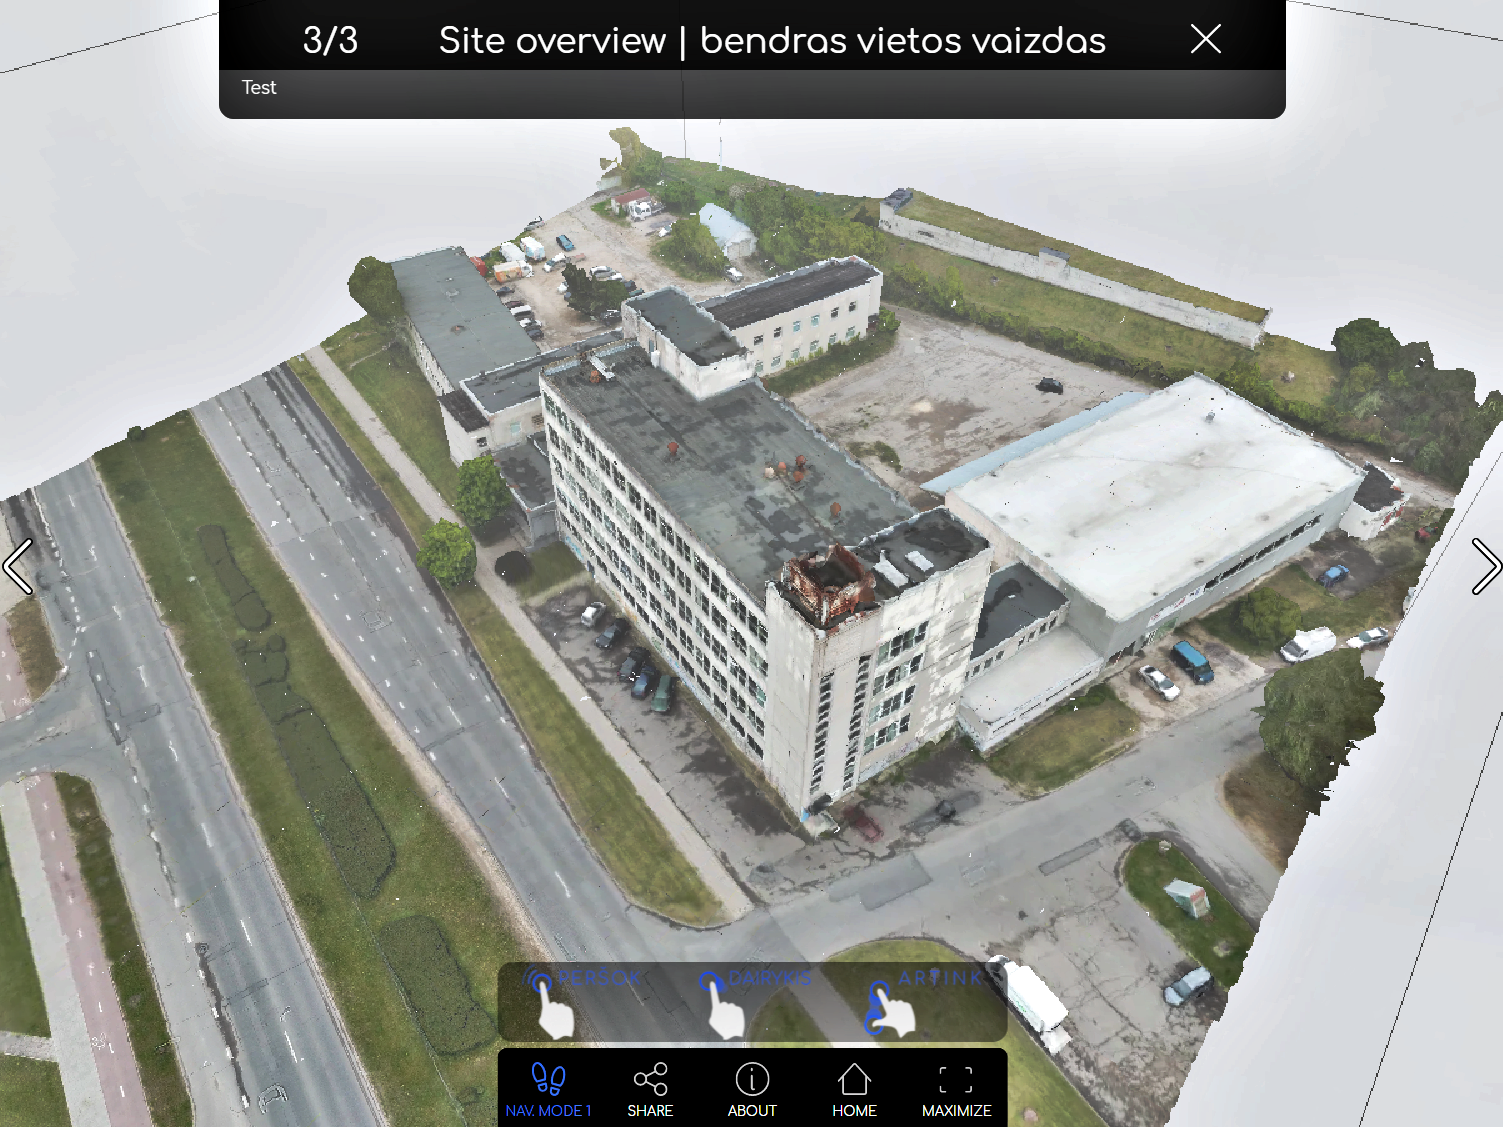 3/3 Site overview | bendras vietos vaizdas
Test
PERŠOK DAIRYKIS ARTINK
NAV. MODE 1 SHARE ABOUT HOME MAXIMIZE